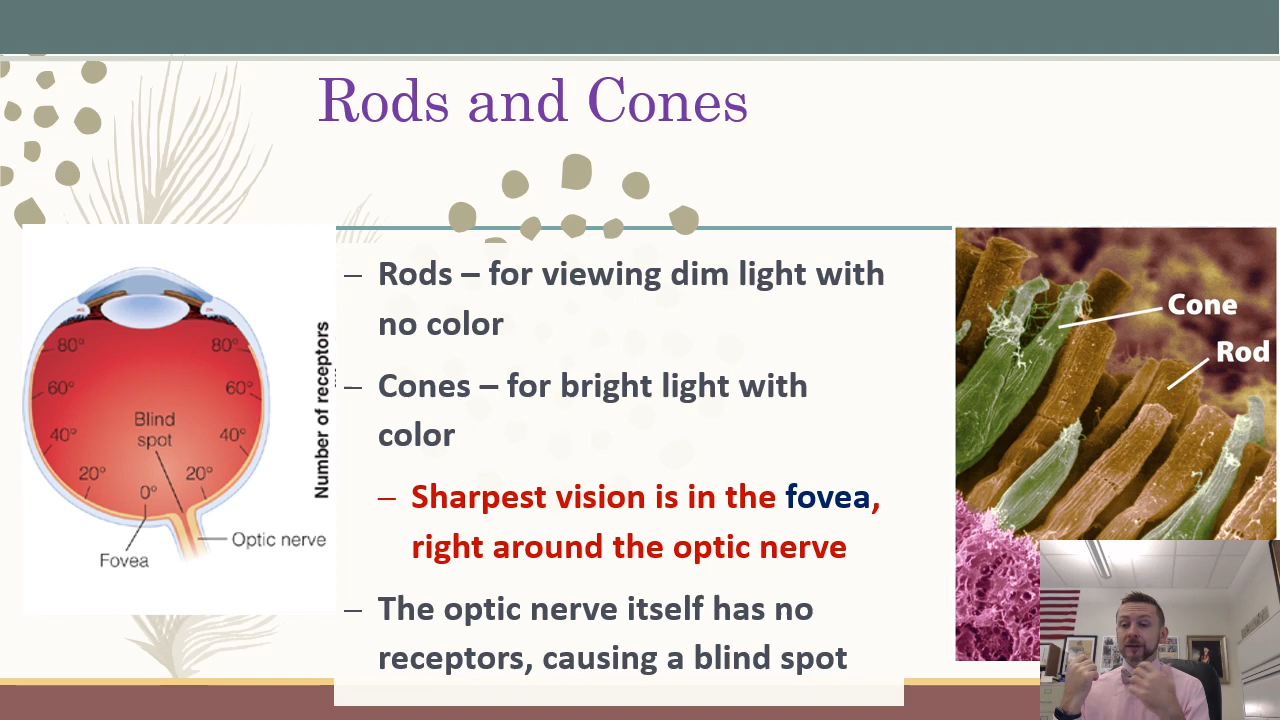 Rods and Cones
– Rods – for viewing dim light with
no color
– Cones – for bright light with
color
– Sharpest vision is in the fovea,
right around the optic nerve
– The optic nerve itself has no
receptors, causing a blind spot
80° 80°
60° 60°
Blind
spot
40° 40°
20° 20°
0°
Optic nerve
Fovea
Number of receptors
Cone
Rod